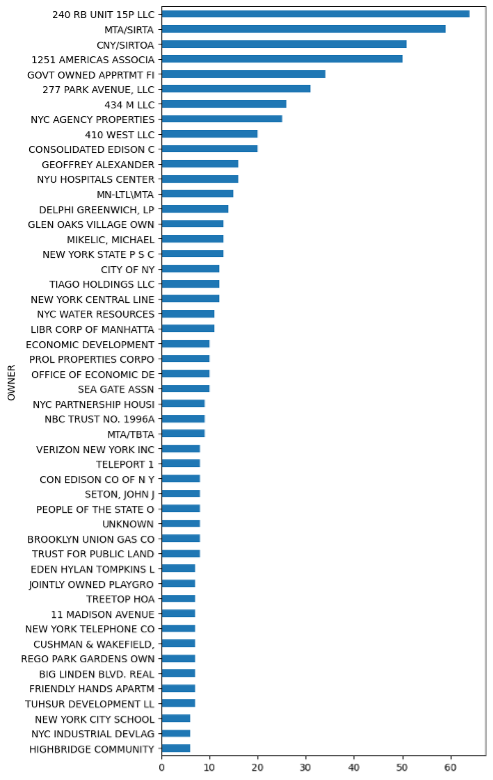 240 RB UNIT 15P LLC
MTA/SIRTA
CNY/SIRTOA
1251 AMERICAS ASSOCIA
GOVT OWNED APPRTMT FI
277 PARK AVENUE, LLC
434 M LLC
NYC AGENCY PROPERTIES
410 WEST LLC
CONSOLIDATED EDISON C
GEOFFREY ALEXANDER
NYU HOSPITALS CENTER
MN-LTL\MTA
DELPHI GREENWICH, LP
GLEN OAKS VILLAGE OWN
MIKELIC, MICHAEL
NEW YORK STATE P S C
CITY OF NY
TIAGO HOLDINGS LLC
NEW YORK CENTRAL LINE
NYC WATER RESOURCES
LIBR CORP OF MANHATTA
ECONOMIC DEVELOPMENT
PROL PROPERTIES CORPO
OFFICE OF ECONOMIC DE
SEA GATE ASSN
NYC PARTNERSHIP HOUSI
NBC TRUST NO. 1996A
MTA/TBTA
VERIZON NEW YORK INC
TELEPORT 1
CON EDISON CO OF N Y
SETON, JOHN J
PEOPLE OF THE STATE O
UNKNOWN
BROOKLYN UNION GAS CO
TRUST FOR PUBLIC LAND
EDEN HYLAN TOMPKINS L
JOINTLY OWNED PLAYGRO
TREETOP HOA
11 MADISON AVENUE
NEW YORK TELEPHONE CO
CUSHMAN & WAKEFIELD,
REGO PARK GARDENS OWN
BIG LINDEN BLVD. REAL
FRIENDLY HANDS APARTM
TUHSUR DEVELOPMENT LL
NEW YORK CITY SCHOOL
NYC INDUSTRIAL DEVLAG
HIGHBRIDGE COMMUNITY
OWNER
0 10 20 30 40 50 60